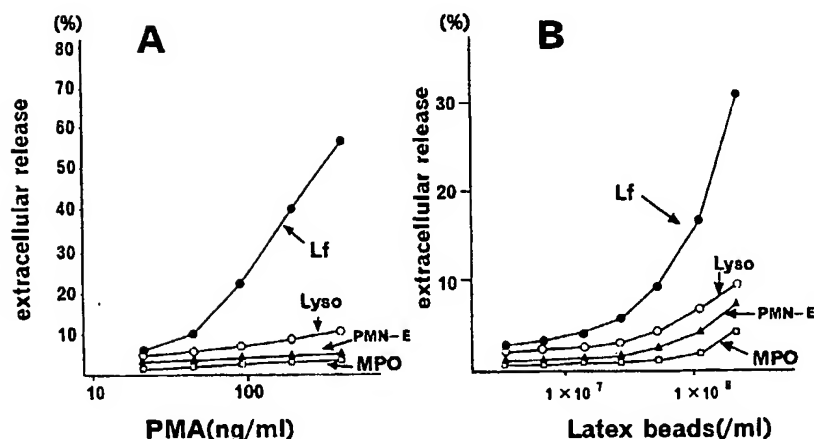 A
(%)
80
70
60
50
40
30
20
10
extracellular release
Lf
Lyso
PMN-E
MPO
10
100
PMA(ng/ml)
B
(%)
30
20
10
extracellular release
Lf
Lyso
PMN-E
MPO
1 × 10⁷
1 × 10⁸
Latex beads(/ml)